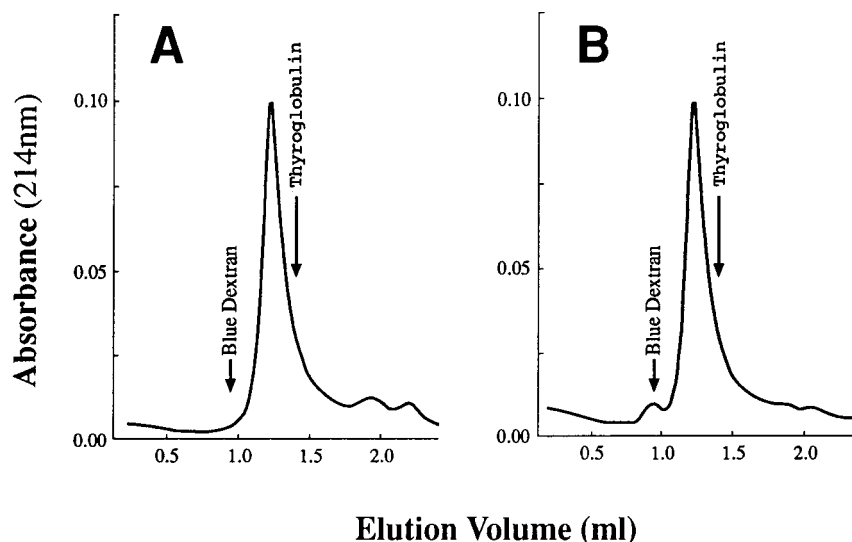 A
B
Absorbance (214nm)
0.10
0.05
0.00
Blue Dextran
Thyroglobulin
0.5 1.0 1.5 2.0
0.10
0.05
0.00
Blue Dextran
Thyroglobulin
0.5 1.0 1.5 2.0
Elution Volume (ml)